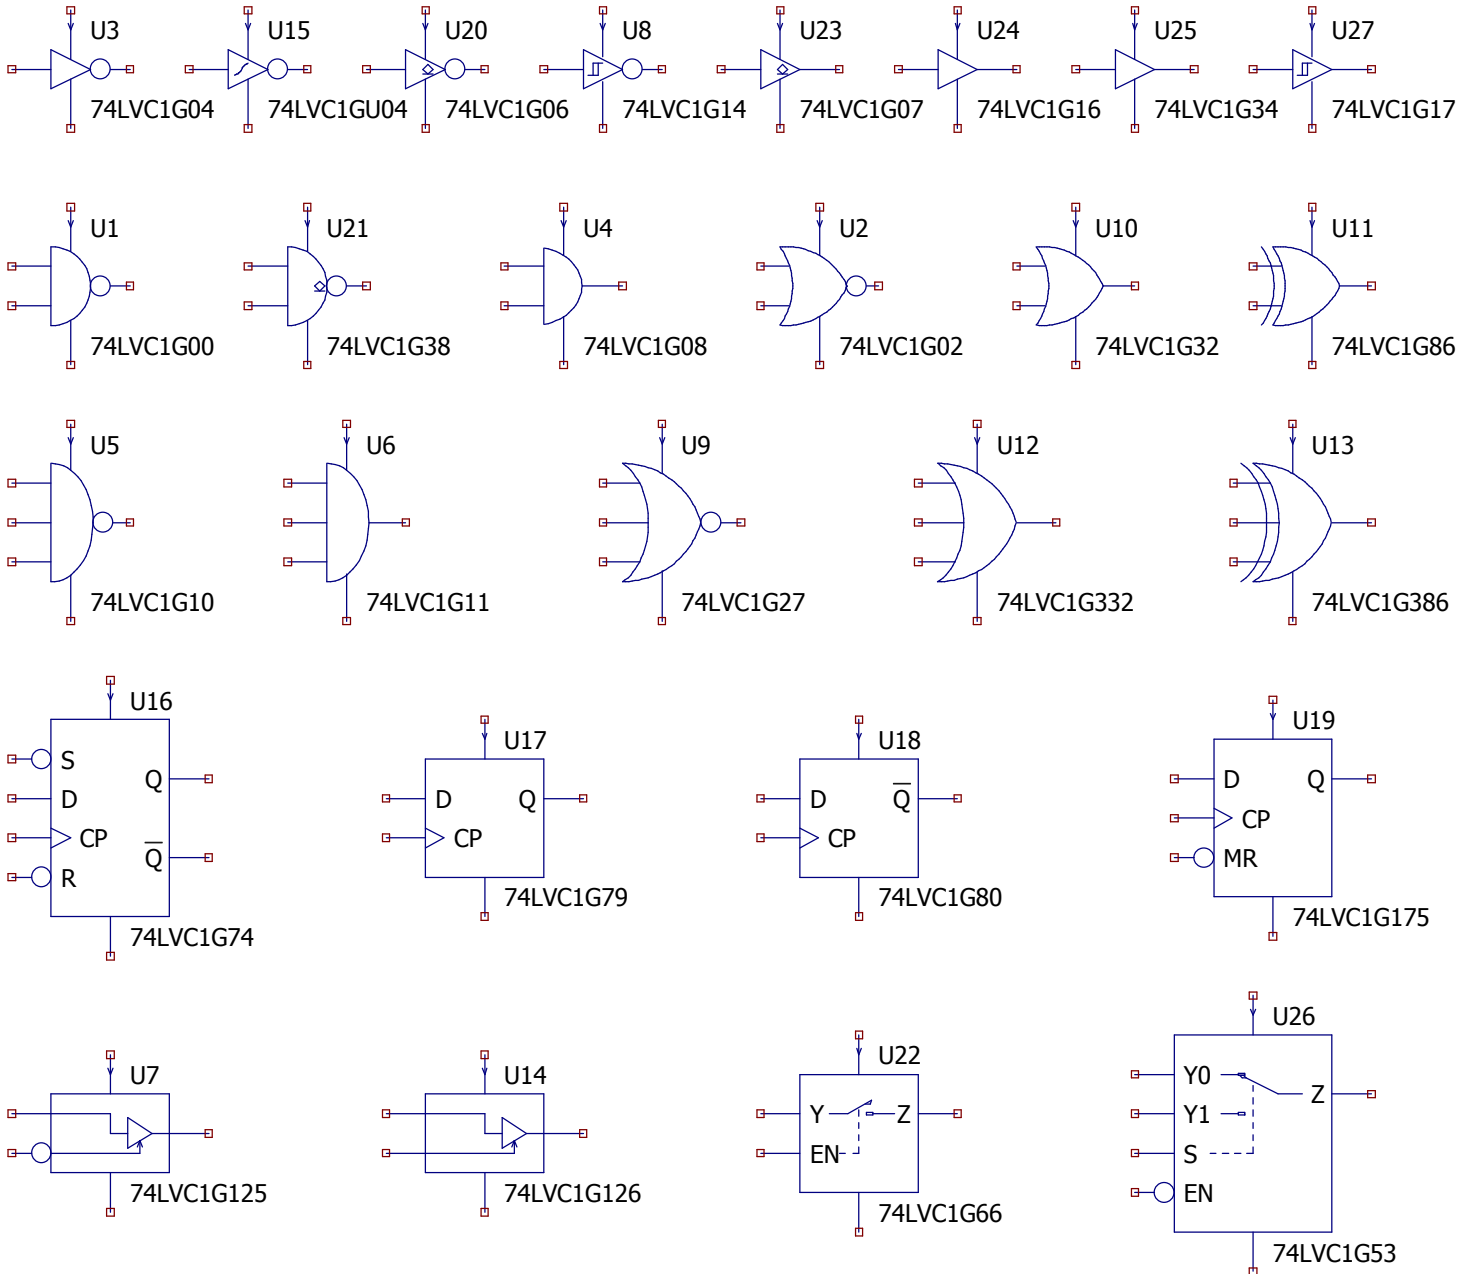 U3 U15 U20 U8 U23 U24 U25 U27
74LVC1G04 74LVC1GU04 74LVC1G06 74LVC1G14 74LVC1G07 74LVC1G16 74LVC1G34 74LVC1G17
U1 U21 U4 U2 U10 U11
74LVC1G00 74LVC1G38 74LVC1G08 74LVC1G02 74LVC1G32 74LVC1G86
U5 U6 U9 U12 U13
74LVC1G10 74LVC1G11 74LVC1G27 74LVC1G332 74LVC1G386
U16
S
D
CP
R
Q
Q̅
74LVC1G74
U17
D
CP
Q
74LVC1G79
U18
D
CP
Q̅
74LVC1G80
U19
D
CP
MR
Q
74LVC1G175
U7
74LVC1G125
U14
74LVC1G126
U22
Y Z
EN
74LVC1G66
U26
Y0
Y1
S
EN
Z
74LVC1G53